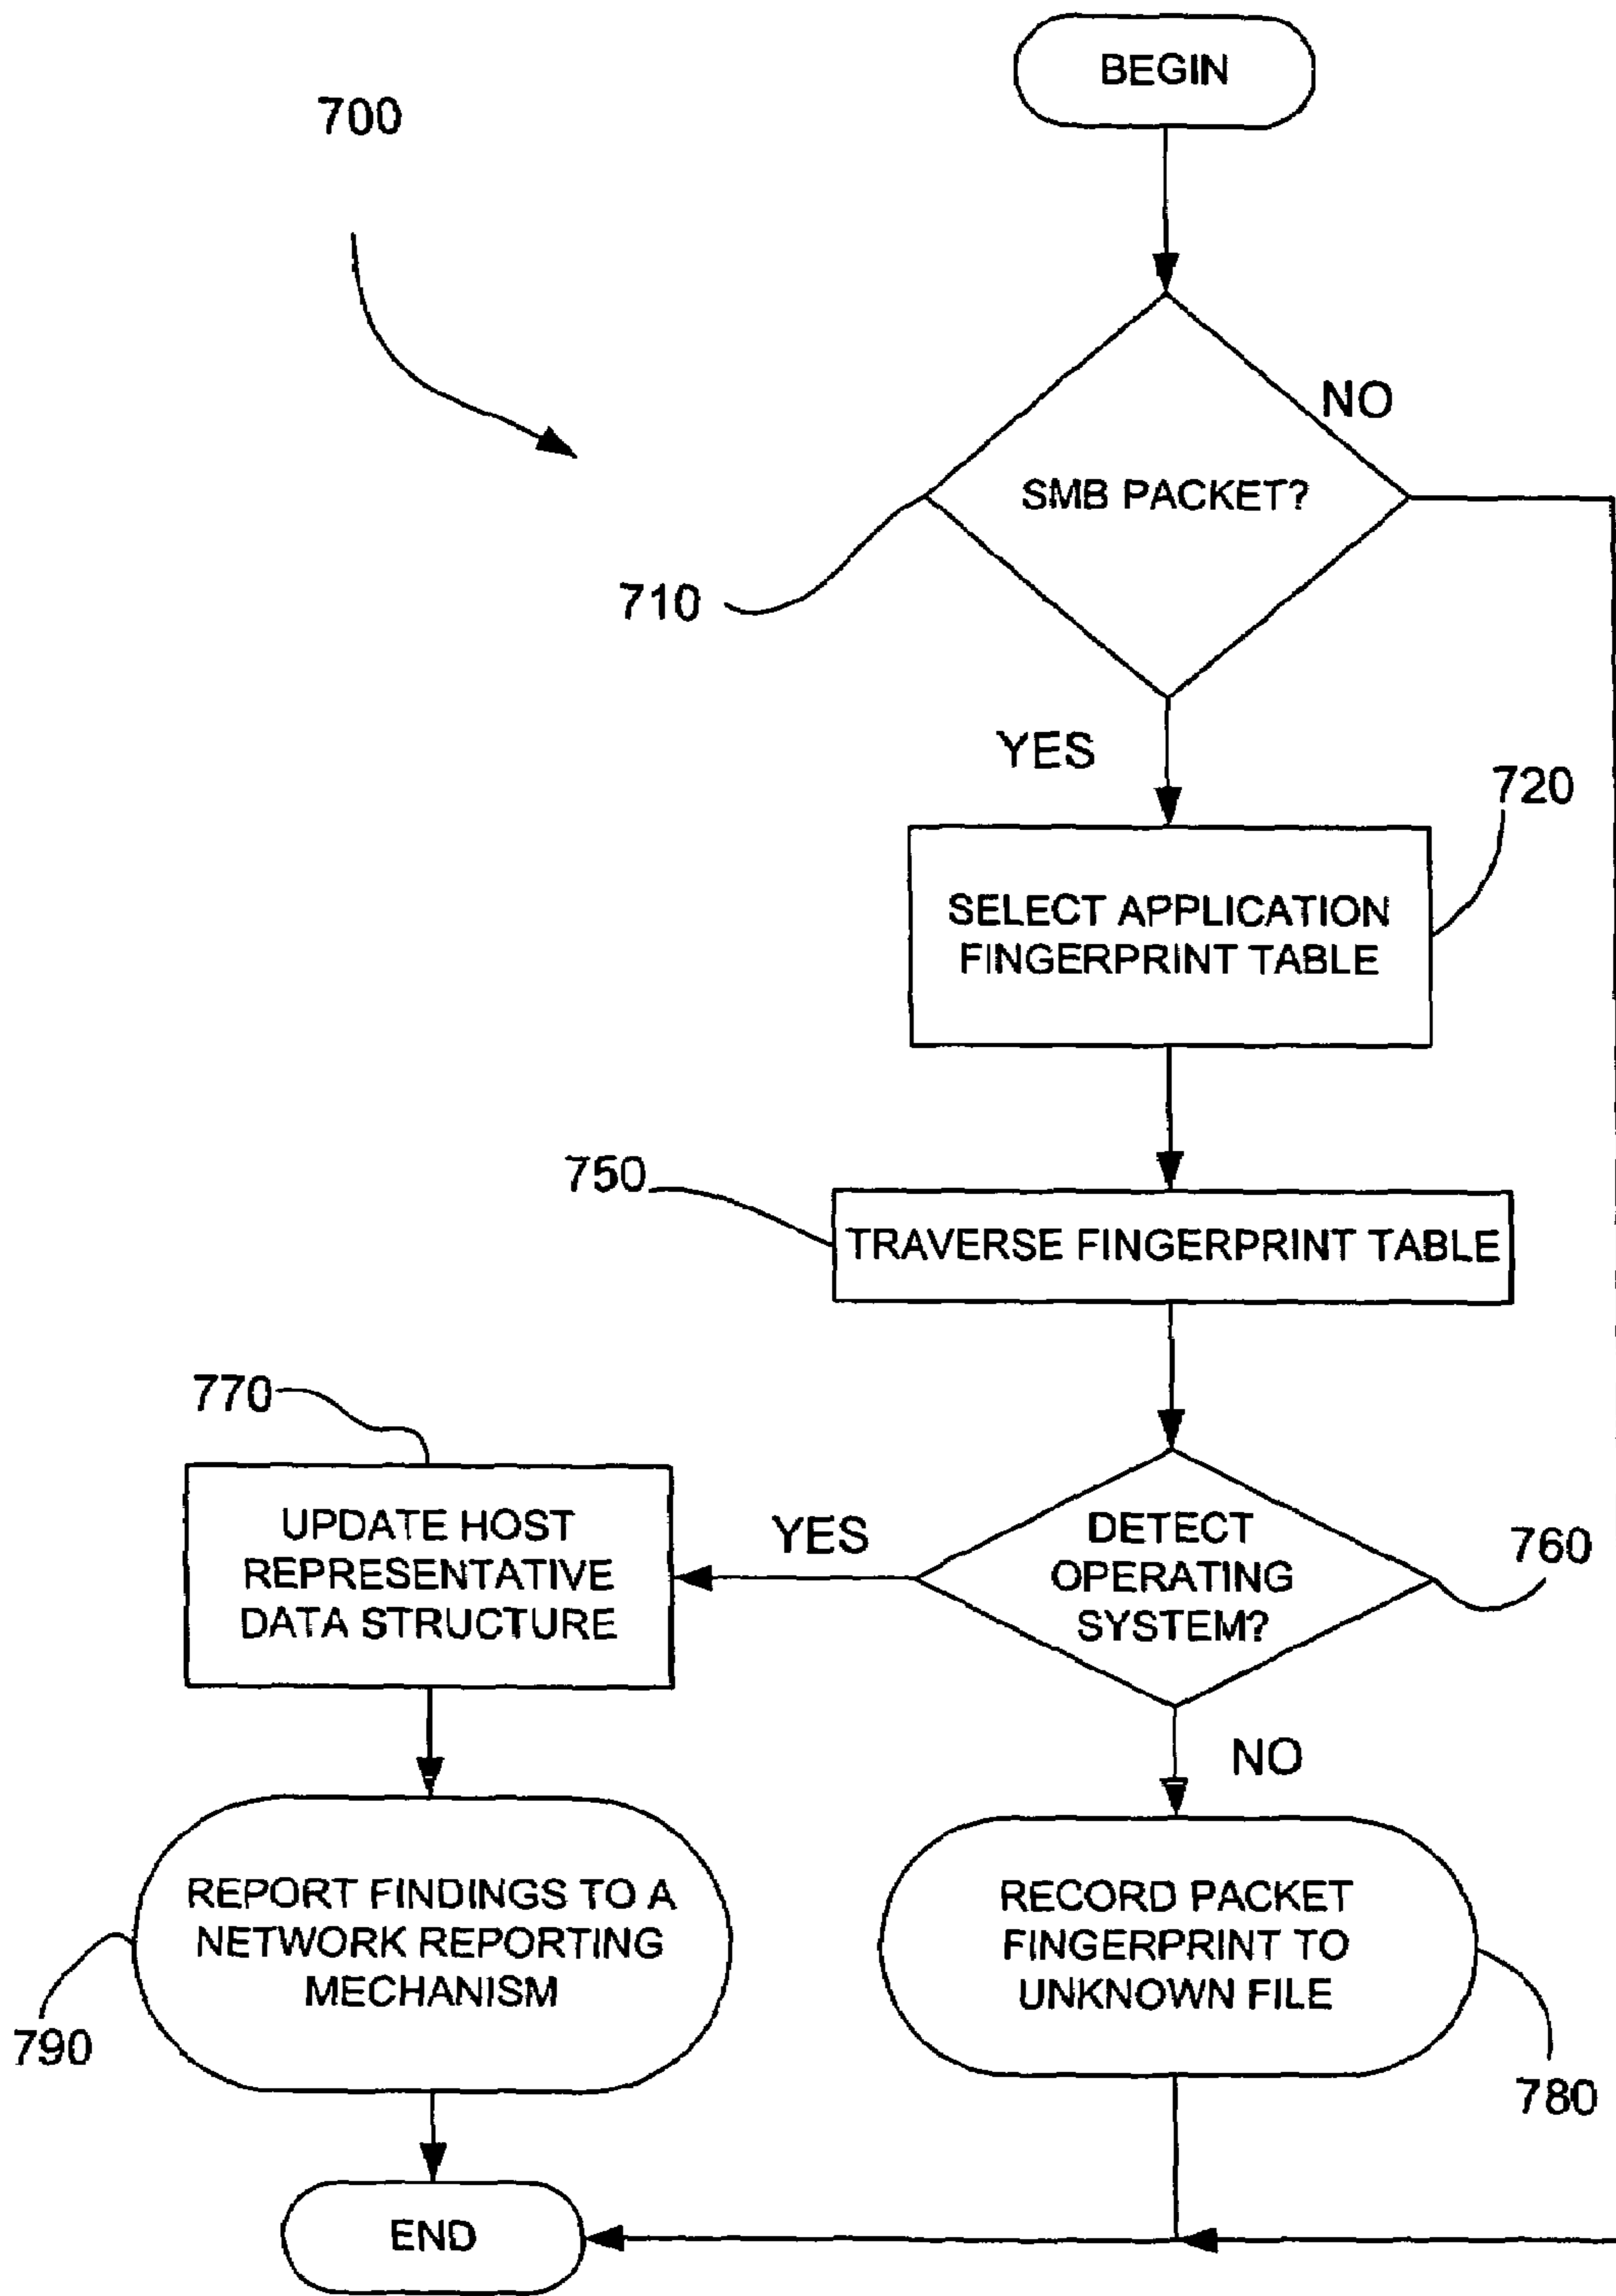 BEGIN
700
NO
SMB PACKET?
710
YES
720
SELECT APPLICATION
FINGERPRINT TABLE
750
TRAVERSE FINGERPRINT TABLE
770
UPDATE HOST
REPRESENTATIVE
DATA STRUCTURE
YES
DETECT
OPERATING
SYSTEM?
760
NO
REPORT FINDINGS TO A
NETWORK REPORTING
MECHANISM
790
RECORD PACKET
FINGERPRINT TO
UNKNOWN FILE
780
END